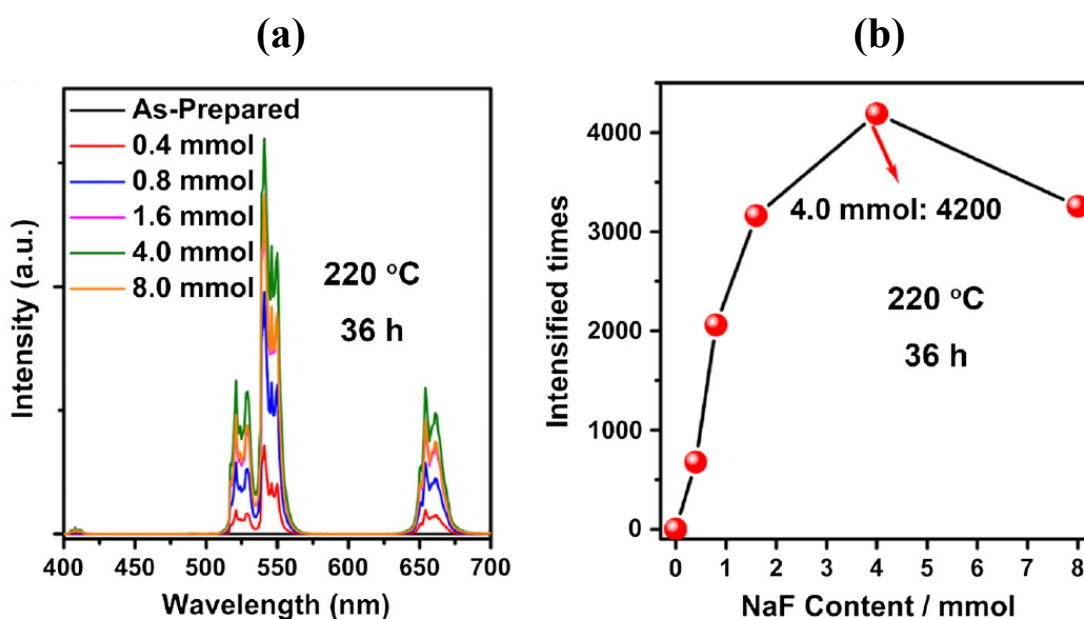 (a)
Intensity (a.u.)
As-Prepared
0.4 mmol
0.8 mmol
1.6 mmol
4.0 mmol
8.0 mmol
220 °C
36 h
400 450 500 550 600 650 700
Wavelength (nm)
(b)
Intensified times
4000
3000
2000
1000
0
4.0 mmol: 4200
220 °C
36 h
0 1 2 3 4 5 6 7 8
NaF Content / mmol